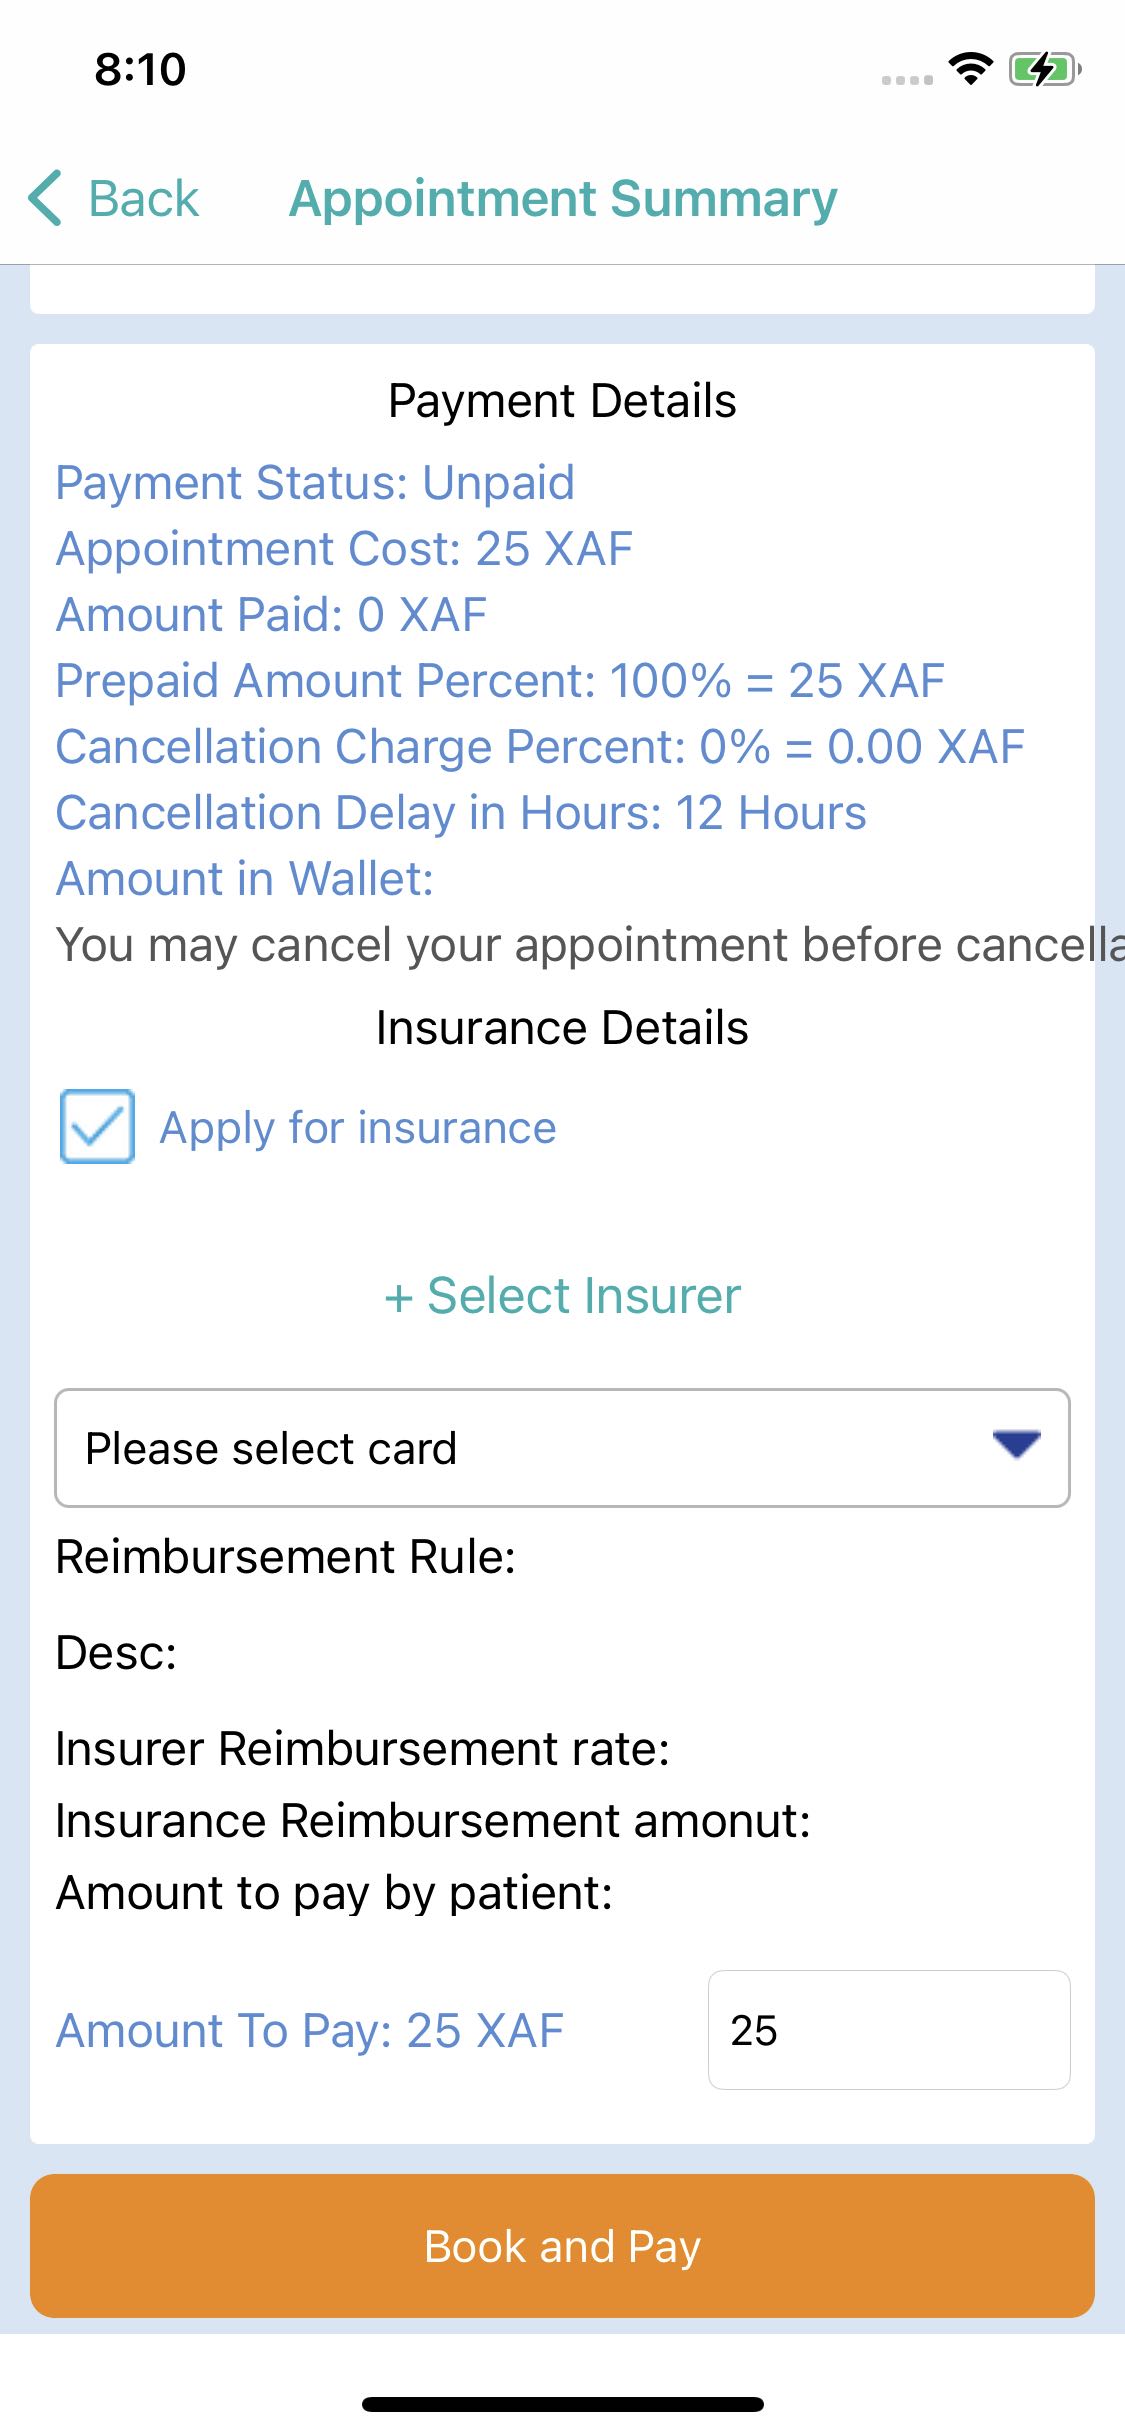 8:10
Back
Appointment Summary
Payment Details
Payment Status: Unpaid
Appointment Cost: 25 XAF
Amount Paid: 0 XAF
Prepaid Amount Percent: 100% = 25 XAF
Cancellation Charge Percent: 0% = 0.00 XAF
Cancellation Delay in Hours: 12 Hours
Amount in Wallet:
You may cancel your appointment before cancella
Insurance Details
Apply for insurance
+ Select Insurer
Please select card
Reimbursement Rule:
Desc:
Insurer Reimbursement rate:
Insurance Reimbursement amonut:
Amount to pay by patient:
Amount To Pay: 25 XAF
25
Book and Pay